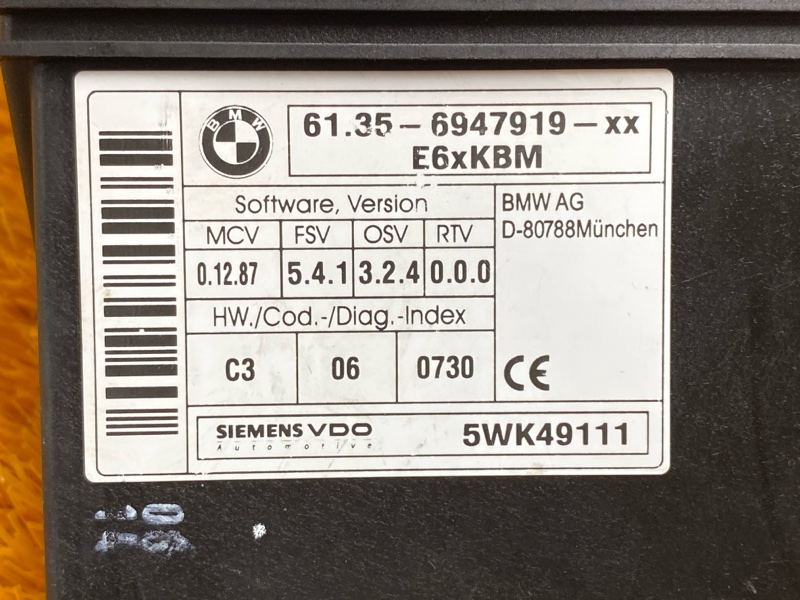 BMW
61.35 - 6947919 - xx
E6xKBM
Software, Version
MCV FSV OSV RTV
0.12.87 5.4.1 3.2.4 0.0.0
HW./Cod.-/Diag.-Index
C3 06 0730
BMW AG
D-80788München
CE
SIEMENS VDO
Automotive
5WK49111